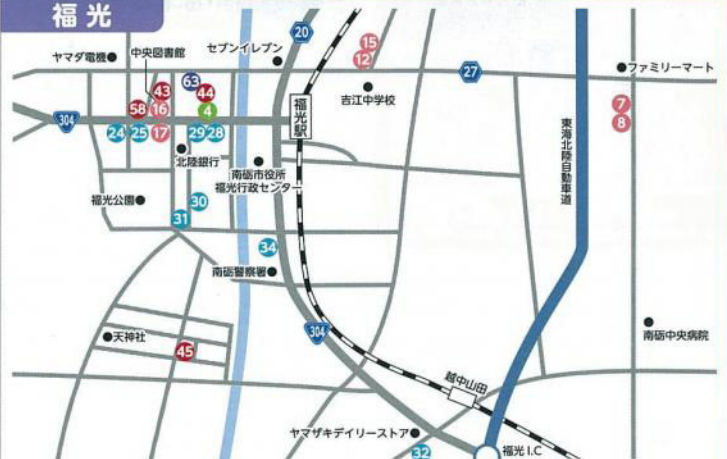 福光
20
15
12
ヤマダ電機
中央図書館
セブンイレブン
27
ファミリーマート
63
43
44
58
16
4
吉江中学校
7
8
304
福光駅
24
25
17
29
28
北陸銀行
東海北陸自動車道
南砺市役所
福光行政センター
福光公園
30
31
34
南砺警察署
304
天神社
45
南砺中央病院
越中山田
ヤマザキデイリーストア
32
福光I.C